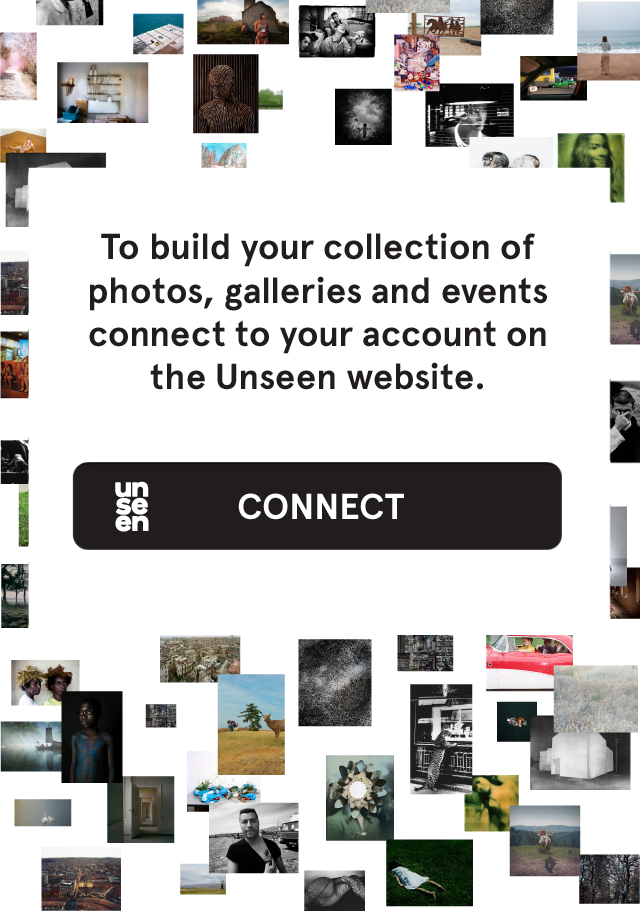 To build your collection of
photos, galleries and events
connect to your account on
the Unseen website.
un
se
en
CONNECT